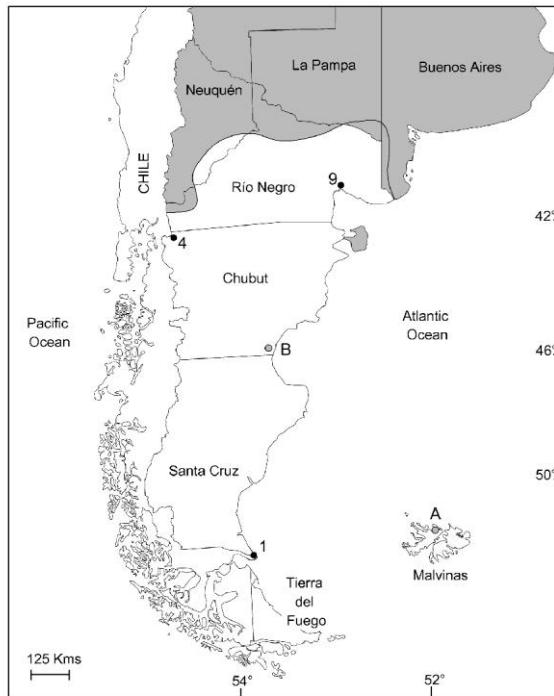 La Pampa
Buenos Aires
Neuquén
CHILE
9
Río Negro
42°
4
Chubut
Pacific
Ocean
Atlantic
Ocean
B
46°
Santa Cruz
50°
A
1
Malvinas
Tierra
del
Fuego
125 Kms
54°
52°